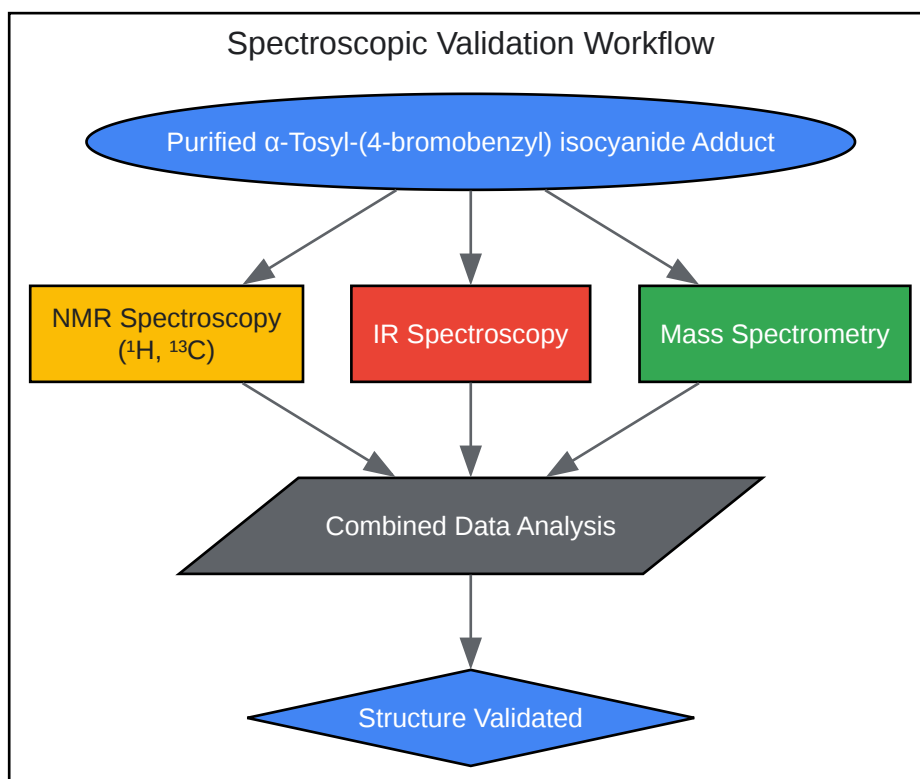 Spectroscopic Validation Workflow
Purified α-Tosyl-(4-bromobenzyl) isocyanide Adduct
NMR Spectroscopy
(¹H, ¹³C)
IR Spectroscopy
Mass Spectrometry
Combined Data Analysis
Structure Validated